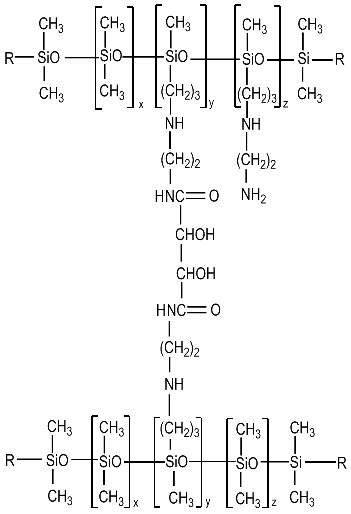 CH3 CH3 CH3 CH3 CH3
R SiO SiO SiO SiO Si R
CH3 CH3 (CH2)3 (CH2)3 CH3
x y z
NH NH
(CH2)2 (CH2)2
HNC=O NH2
CHOH
CHOH
HNC=O
(CH2)2
NH
CH3 CH3 (CH2)3 CH3 CH3
R SiO SiO SiO SiO Si R
CH3 CH3 CH3 CH3 CH3
x y z